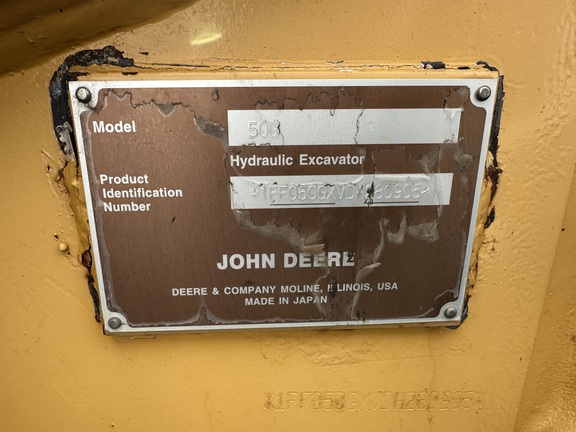 Model 50G
Hydraulic Excavator
Product
Identification
Number
JOHN DEERE
DEERE & COMPANY MOLINE, ILLINOIS, USA
MADE IN JAPAN